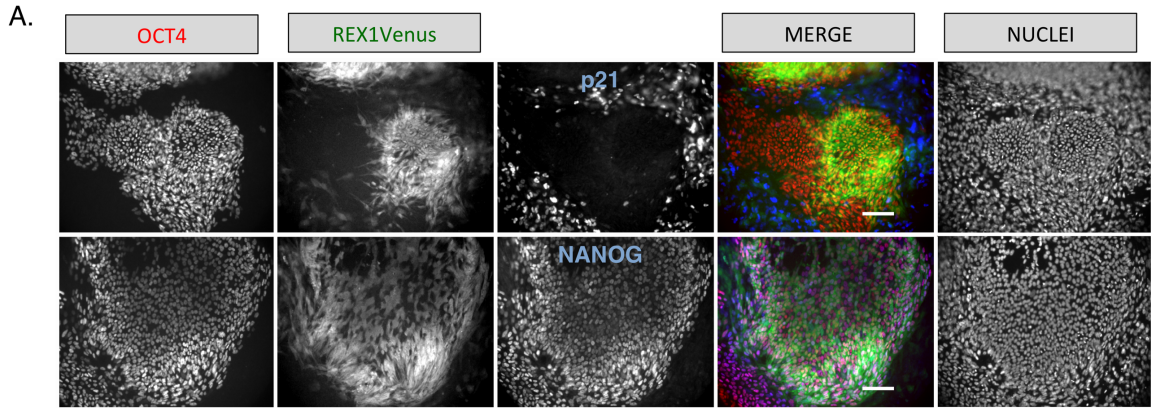 A.
OCT4
REX1Venus
MERGE
NUCLEI
p21
NANOG